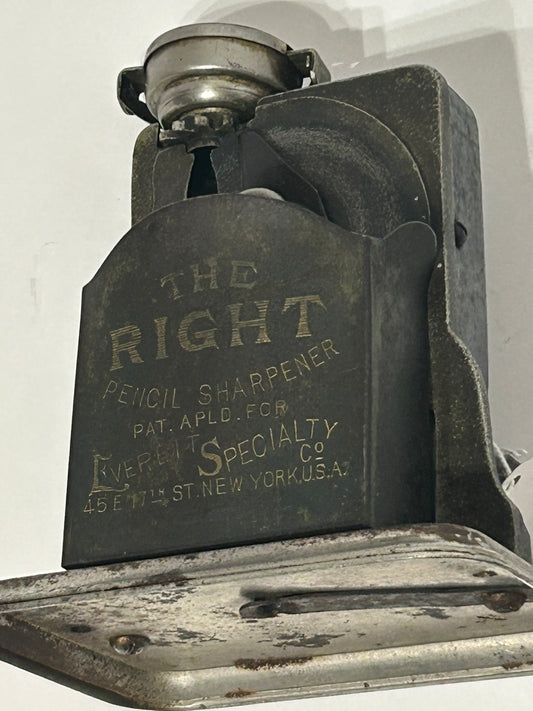 THE
RIGHT
PENCIL SHARPENER
PAT. APLD. FOR
EVERETT SPECIALTY CO
45 E 17TH ST. NEW YORK, U.S.A.